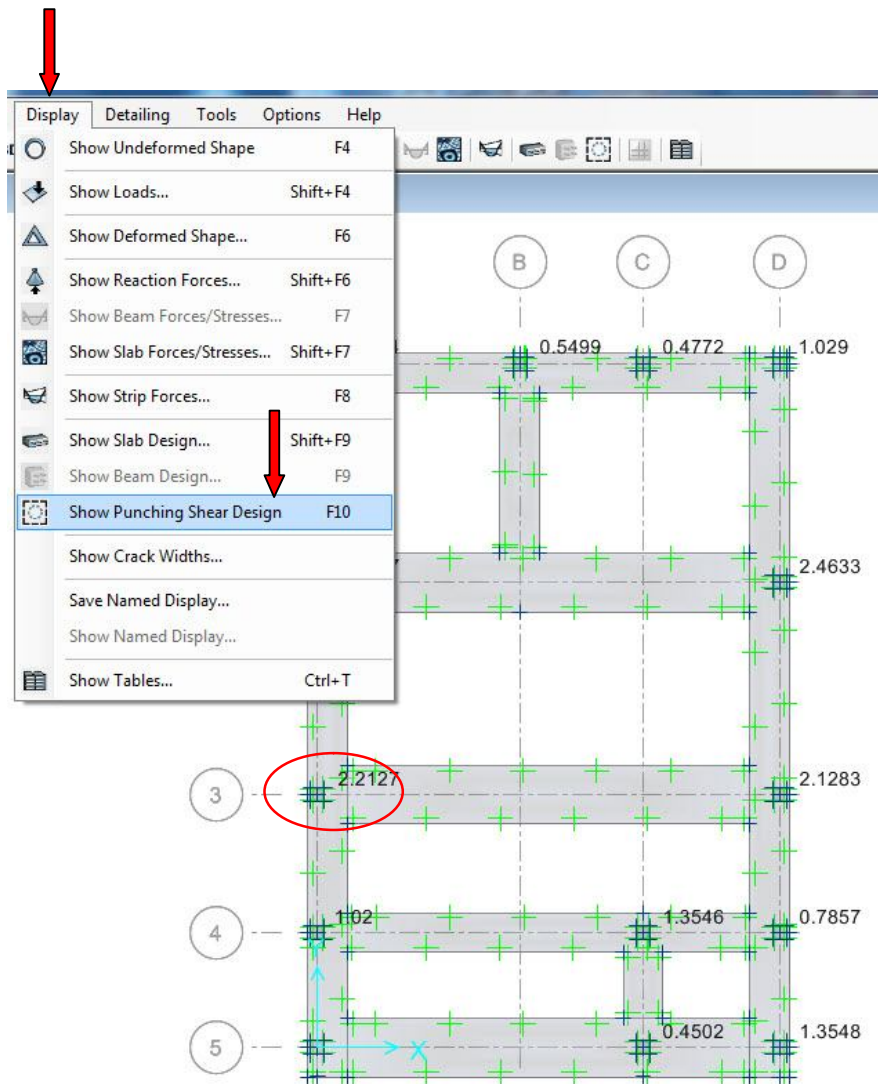 Display Detailing Tools Options Help
Show Undeformed Shape F4
Show Loads... Shift+F4
Show Deformed Shape... F6
Show Reaction Forces... Shift+F6
Show Beam Forces/Stresses... F7
Show Slab Forces/Stresses... Shift+F7
Show Strip Forces... F8
Show Slab Design... Shift+F9
Show Beam Design... F9
Show Punching Shear Design F10
Show Crack Widths...
Save Named Display...
Show Named Display...
Show Tables... Ctrl+T
B C D
0.5499 0.4772 1.029
2.4633
3 2.2127 2.1283
4 1.02 1.3546 0.7857
Y
X
5 0.4502 1.3548